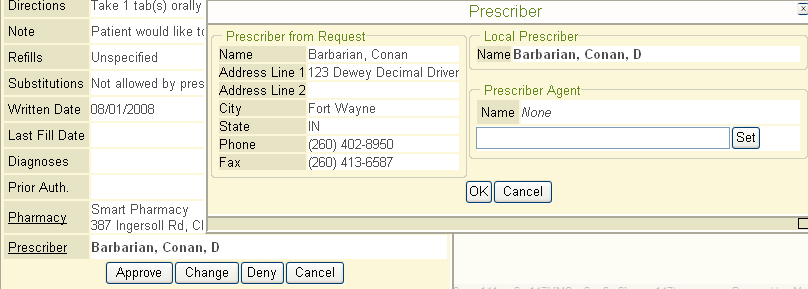 Directions Take 1 tab(s) orally
Note Patient would like to
Refills Unspecified
Substitutions Not allowed by pres
Written Date 08/01/2008
Last Fill Date
Diagnoses
Prior Auth.
Pharmacy Smart Pharmacy
387 Ingersoll Rd, Cl
Prescriber Barbarian, Conan, D
Approve Change Deny Cancel
Prescriber
Prescriber from Request
Name Barbarian, Conan
Address Line 1 123 Dewey Decimal Driver
Address Line 2
City Fort Wayne
State IN
Phone (260) 402-8950
Fax (260) 413-6587
Local Prescriber
Name Barbarian, Conan, D
Prescriber Agent
Name None
Set
OK Cancel